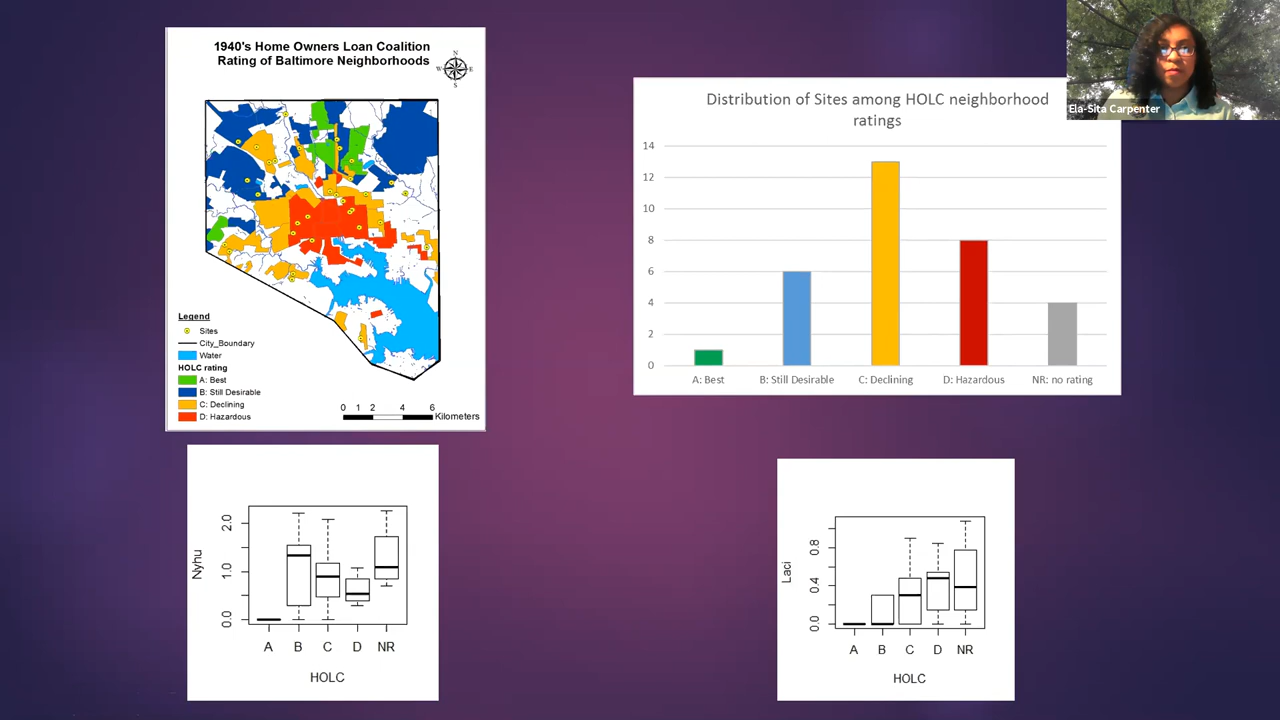 1940's Home Owners Loan Coalition
Rating of Baltimore Neighborhoods
N
W E
S
Legend
Sites
City_Boundary
Water
HOLC rating
A: Best
B: Still Desirable
C: Declining
D: Hazardous
0 1 2 4 6
Kilometers
Ela-Sita Carpenter
Distribution of Sites among HOLC neighborhood
ratings
14
12
10
8
6
4
2
0
A: Best B: Still Desirable C: Declining D: Hazardous NR: no rating
Nyhu
2.0
1.0
0.0
A B C D NR
HOLC
Laci
0.8
0.4
0.0
A B C D NR
HOLC